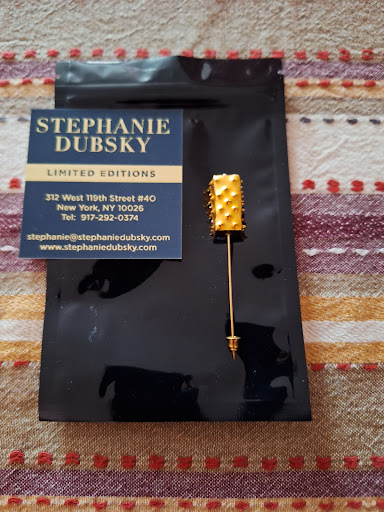 STEPHANIE
DUBSKY
LIMITED EDITIONS
312 West 119th Street #40
New York, NY 10026
Tel: 917-292-0374
stephanie@stephaniedubsky.com
www.stephaniedubsky.com